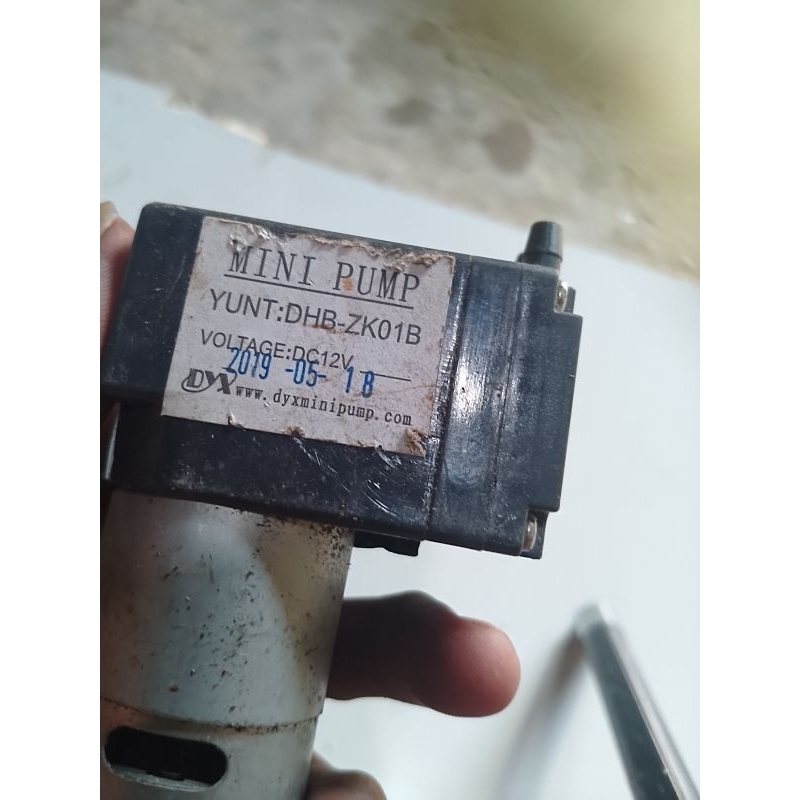 MINI PUMP
YUNT:DHB-ZK01B
VOLTAGE:DC12V
2019 -05- 18
DYX www.dyxminipump.com